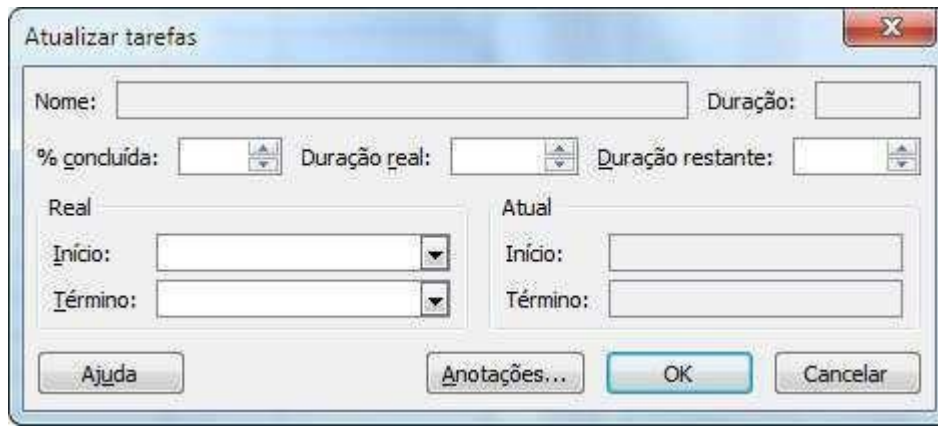 Atualizar tarefas
Nome: Duração:
% concluída: Duração real: Duração restante:
Real Atual
Início: Início:
Término: Término:
Ajuda Anotações... OK Cancelar